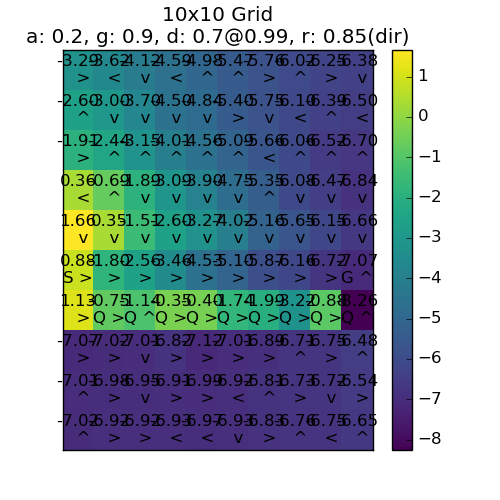 10x10 Grid
a: 0.2, g: 0.9, d: 0.7@0.99, r: 0.85(dir)
-3.29 -3.62 -4.12 -4.59 -4.98 -5.47 -5.76 -6.02 -6.25 -6.38
> < v < ^ ^ > ^ > v
-2.60 -3.00 -3.70 -4.50 -4.84 -5.40 -5.75 -6.10 -6.39 -6.50
^ v v v v > v < ^ <
-1.91 -2.44 -3.15 -4.01 -4.56 -5.09 -5.66 -6.06 -6.52 -6.70
> ^ ^ ^ ^ ^ < ^ ^ ^
0.36 -0.69 -1.89 -3.09 -3.90 -4.75 -5.35 -6.08 -6.47 -6.84
< ^ v v v v ^ v v ^
1.66 0.35 -1.51 -2.60 -3.27 -4.02 -5.16 -5.65 -6.15 -6.66
v v v v v v v v v ^
0.88 -1.80 -2.56 -3.46 -4.53 -5.10 -5.87 -6.16 -6.72 -7.07
S > > > > > > > > > G ^
1.13 -0.75 -1.14 -0.35 -0.40 -1.74 -1.99 -3.22 -0.88 -8.26
> Q > Q ^ Q > Q > Q > Q > Q > Q > Q ^
-7.07 -7.02 -7.01 -6.82 -7.12 -7.01 -6.89 -6.71 -6.75 -6.48
> > v > > > > ^ > ^
-7.01 -6.98 -6.95 -6.91 -6.99 -6.92 -6.81 -6.73 -6.72 -6.54
^ > v > > < ^ > v >
-7.02 -6.92 -6.92 -6.93 -6.97 -6.93 -6.83 -6.76 -6.75 -6.65
^ > > < < v > ^ < ^
1
0
−1
−2
−3
−4
−5
−6
−7
−8